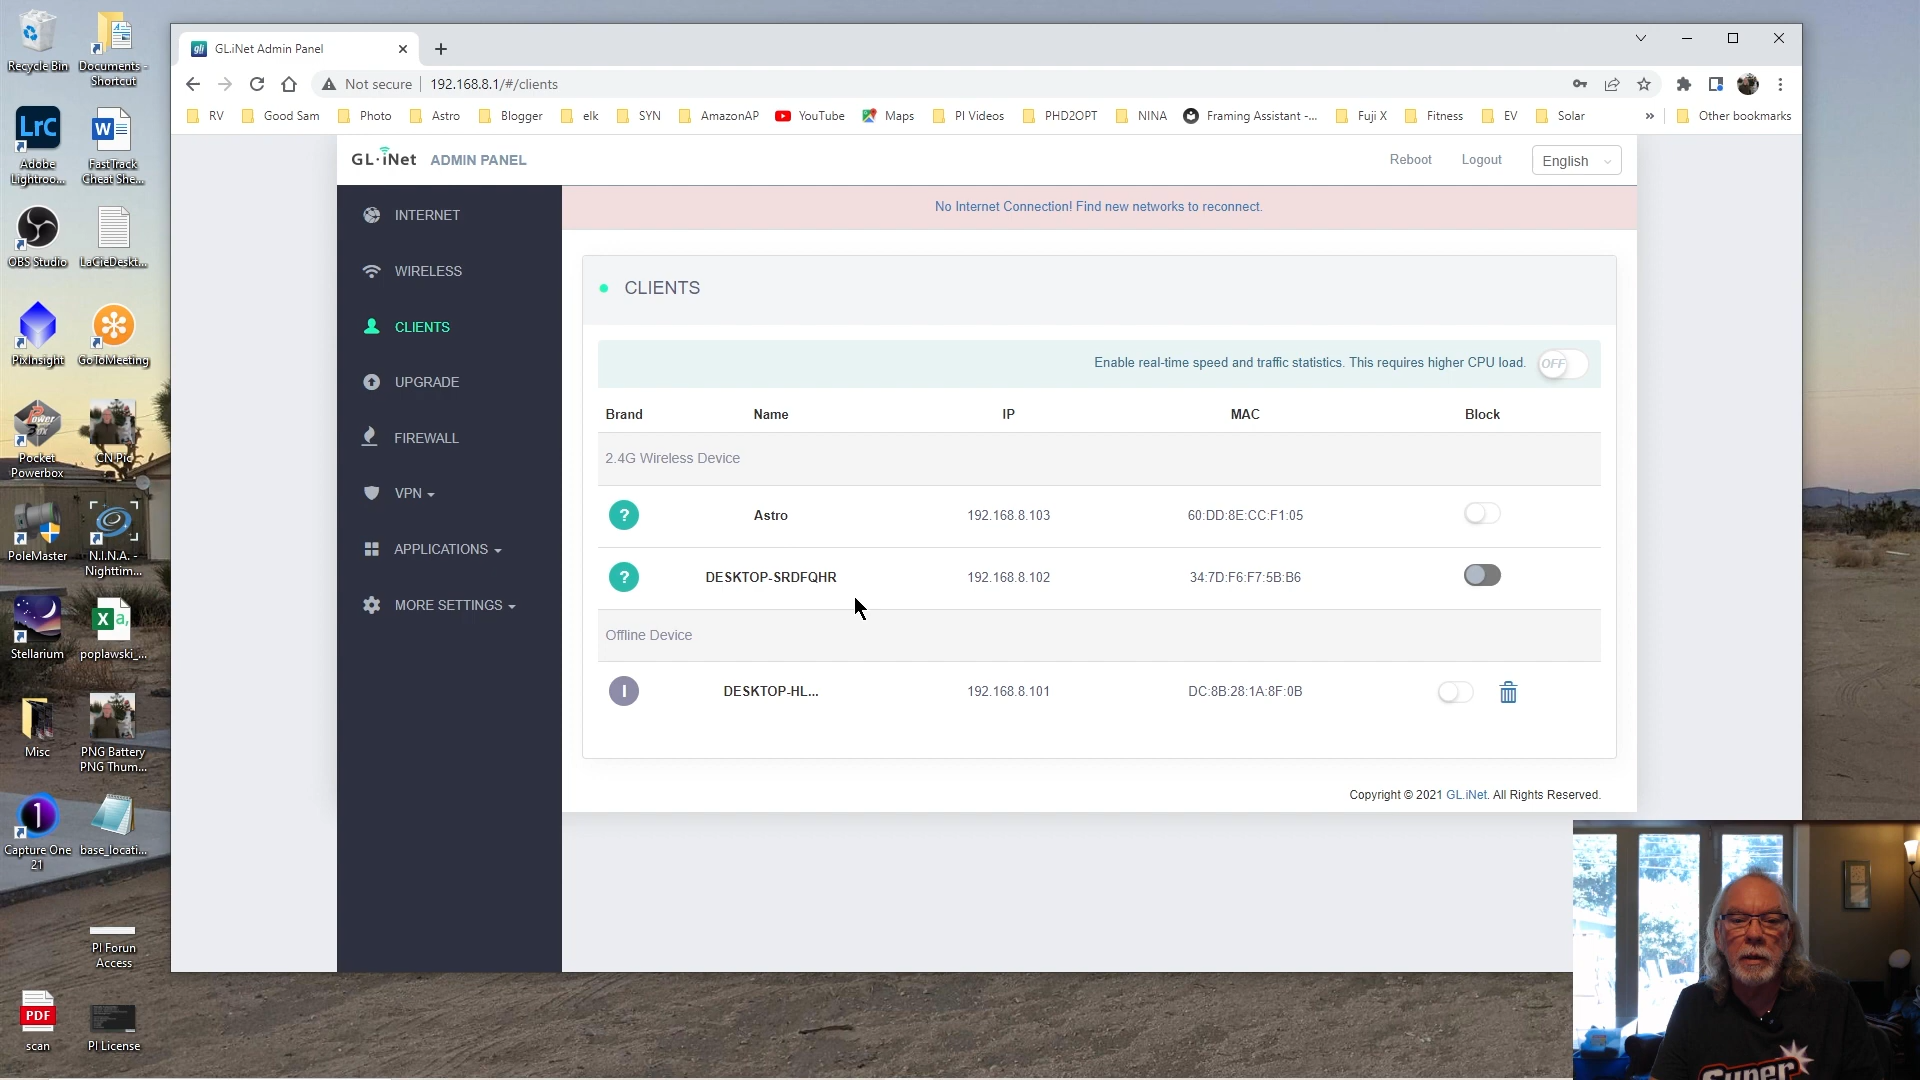 GL.iNet Admin Panel
Not secure
192.168.8.1/#/clients
RV
Good Sam
Photo
Astro
Blogger
elk
SYN
AmazonAP
YouTube
Maps
PI Videos
PHD2OPT
NINA
Framing Assistant -...
Fuji X
Fitness
EV
Solar
»
Other bookmarks
GL·iNet ADMIN PANEL
Reboot
Logout
English
INTERNET
WIRELESS
CLIENTS
UPGRADE
FIREWALL
VPN
APPLICATIONS
MORE SETTINGS
No Internet Connection! Find new networks to reconnect.
CLIENTS
Enable real-time speed and traffic statistics. This requires higher CPU load.
OFF
Brand Name IP MAC Block
2.4G Wireless Device
? Astro 192.168.8.103 60:DD:8E:CC:F1:05
? DESKTOP-SRDFQHR 192.168.8.102 34:7D:F6:F7:5B:B6
Offline Device
I DESKTOP-HL... 192.168.8.101 DC:8B:28:1A:8F:0B
Copyright © 2021 GL.iNet. All Rights Reserved.
Recycle Bin
Documents -
Shortcut
LrC
Adobe
Lightroo...
W
FastTrack
Cheat She...
OBS Studio
LaCieDeskt...
PixInsight
GoToMeeting
Power
Pocket
Powerbox
CN Pic
PoleMaster
N.I.N.A. -
Nighttim...
Stellarium
X a,
poplawski_...
Misc
PNG Battery
PNG Thum...
1
Capture One
21
base_locati...
PI Forun
Access
PDF
scan
PI License
Super